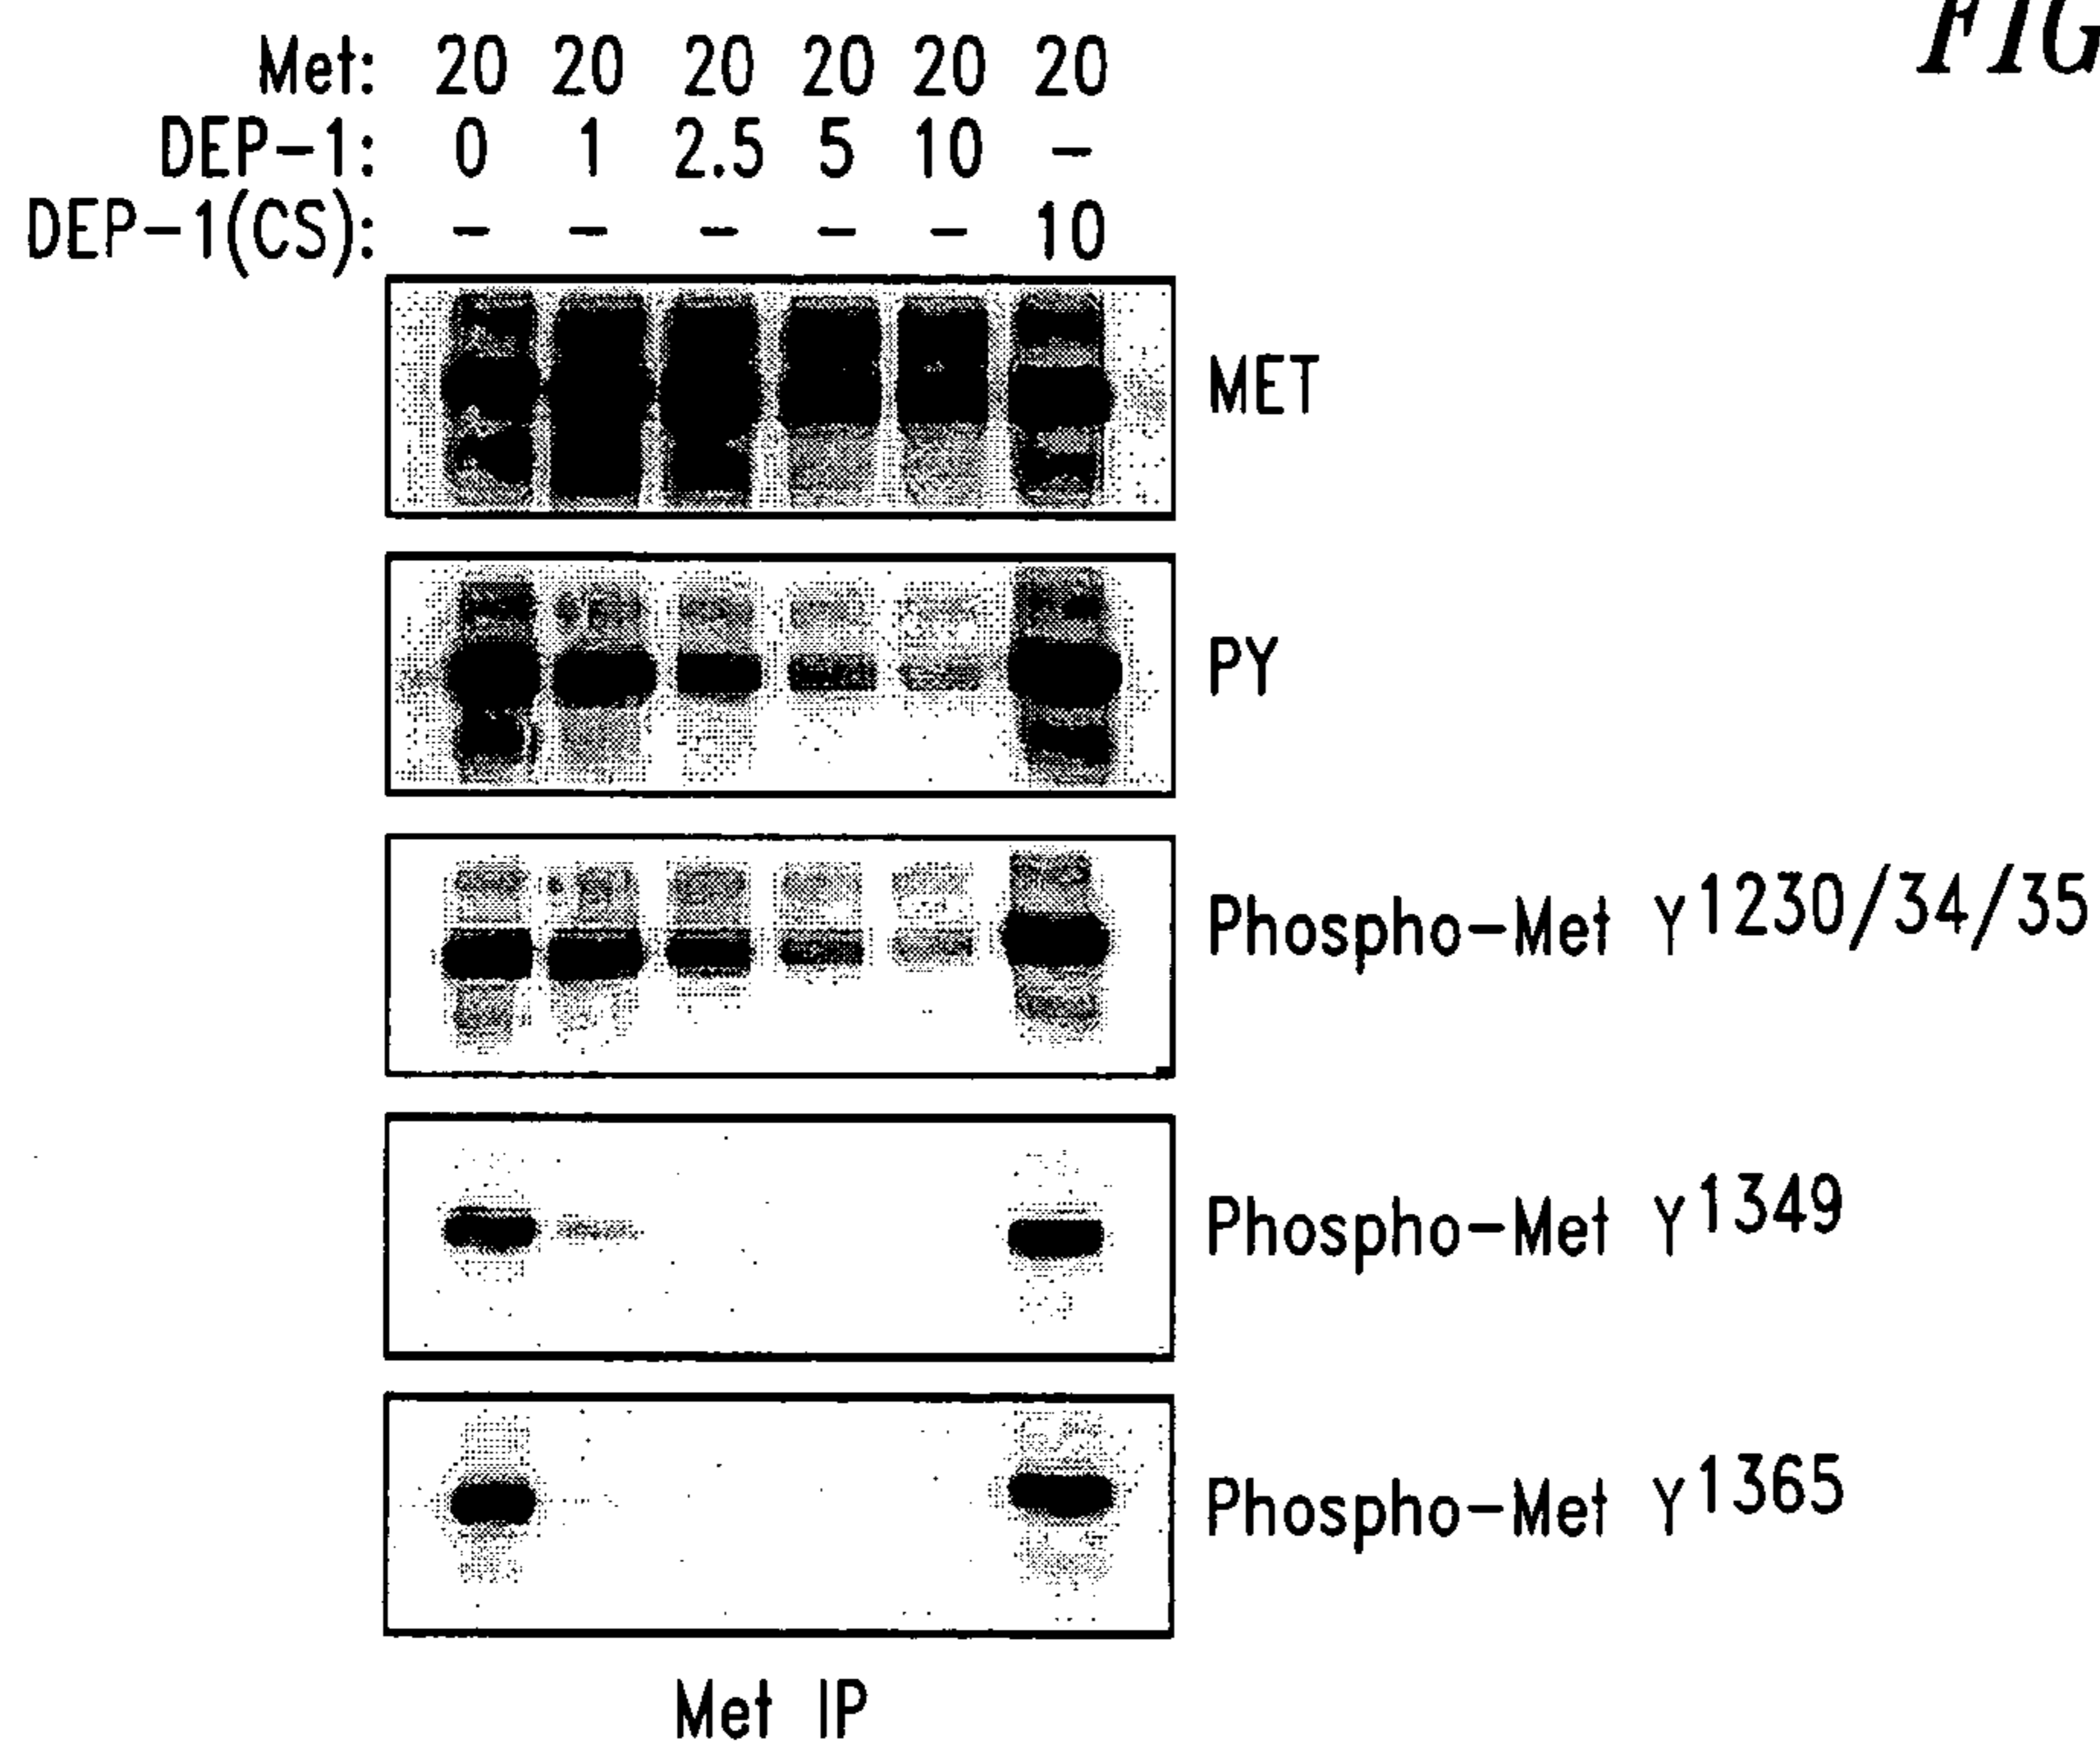 FIG
Met: 20 20 20 20 20 20
DEP-1: 0 1 2.5 5 10 -
DEP-1(CS): - - - - - 10
MET
PY
Phospho-Met Y1230/34/35
Phospho-Met Y1349
Phospho-Met Y1365
Met IP